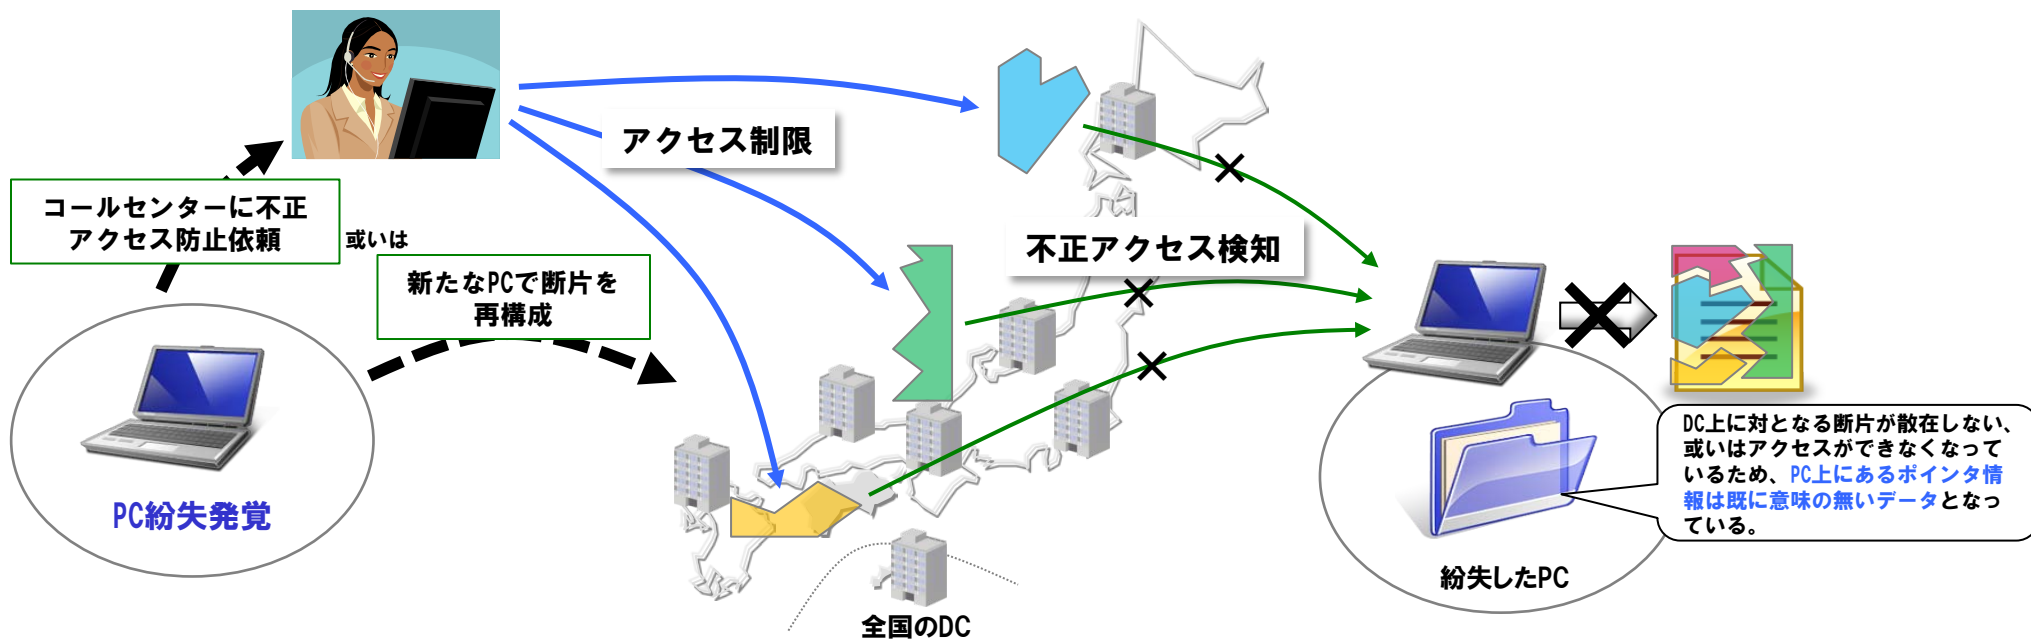 アクセス制限
コールセンターに不正
アクセス防止依頼
或いは
新たなPCで断片を
再構成
不正アクセス検知
PC紛失発覚
全国のDC
紛失したPC
DC上に対となる断片が散在しない、
或いはアクセスができなくなって
いるため、PC上にあるポインタ情
報は既に意味の無いデータとなっ
ている。